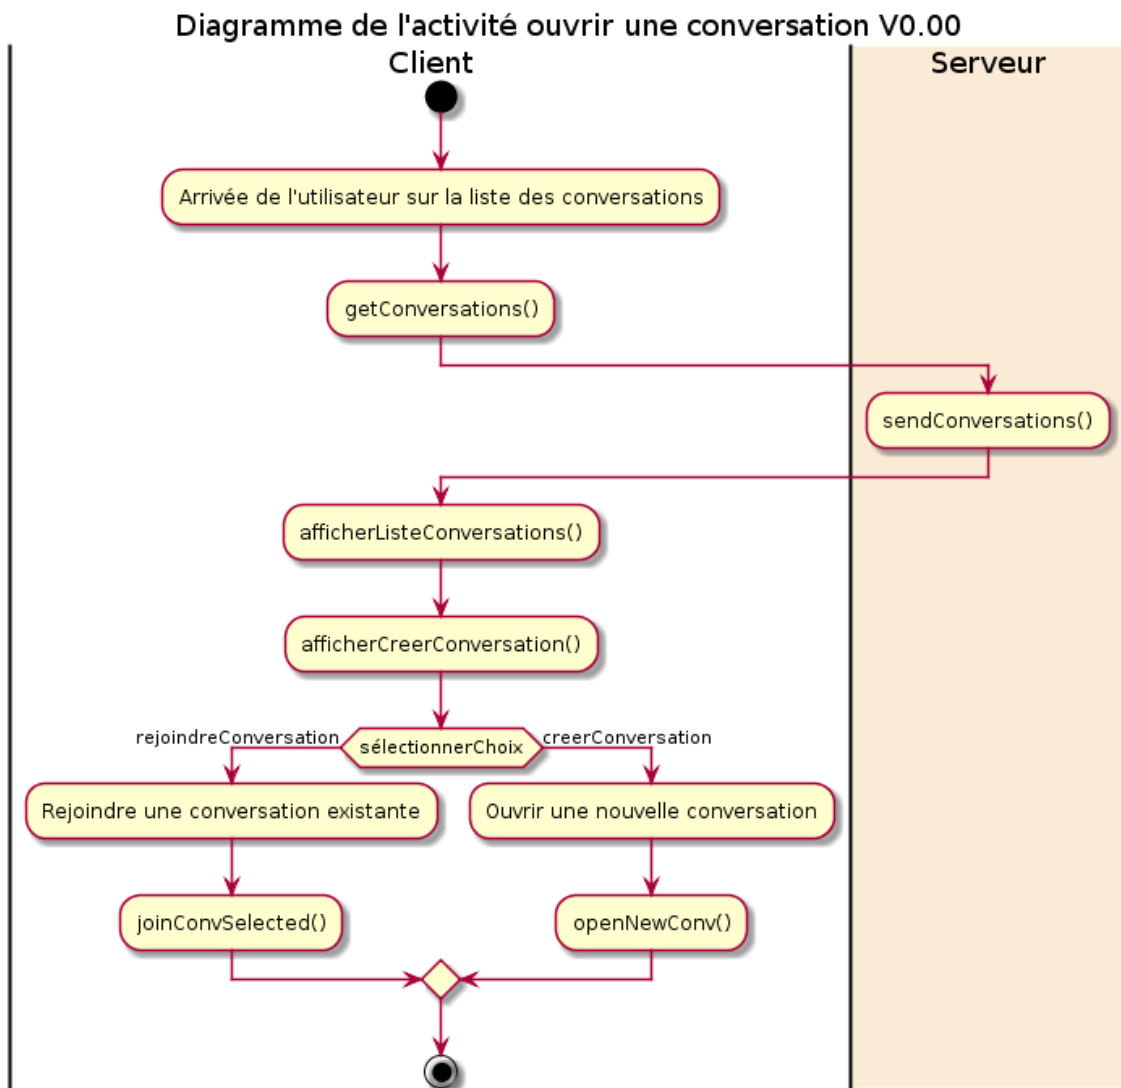 Diagramme de l'activité ouvrir une conversation V0.00
Client
Serveur
Arrivée de l'utilisateur sur la liste des conversations
getConversations()
sendConversations()
afficherListeConversations()
afficherCreerConversation()
rejoindreConversation
sélectionnerChoix
creerConversation
Rejoindre une conversation existante
Ouvrir une nouvelle conversation
joinConvSelected()
openNewConv()